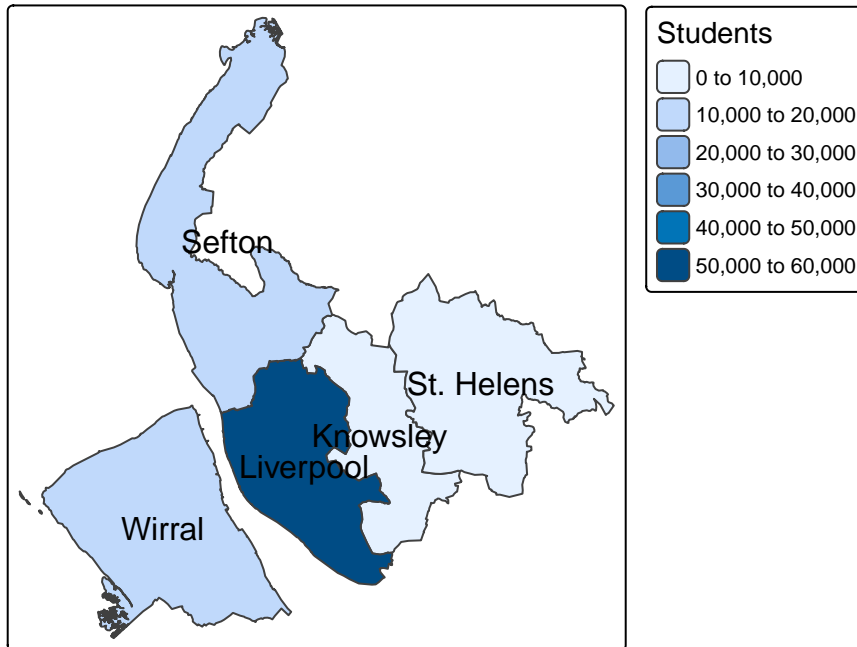 Students
0 to 10,000
10,000 to 20,000
20,000 to 30,000
30,000 to 40,000
40,000 to 50,000
50,000 to 60,000
Sefton
St. Helens
Knowsley
Liverpool
Wirral